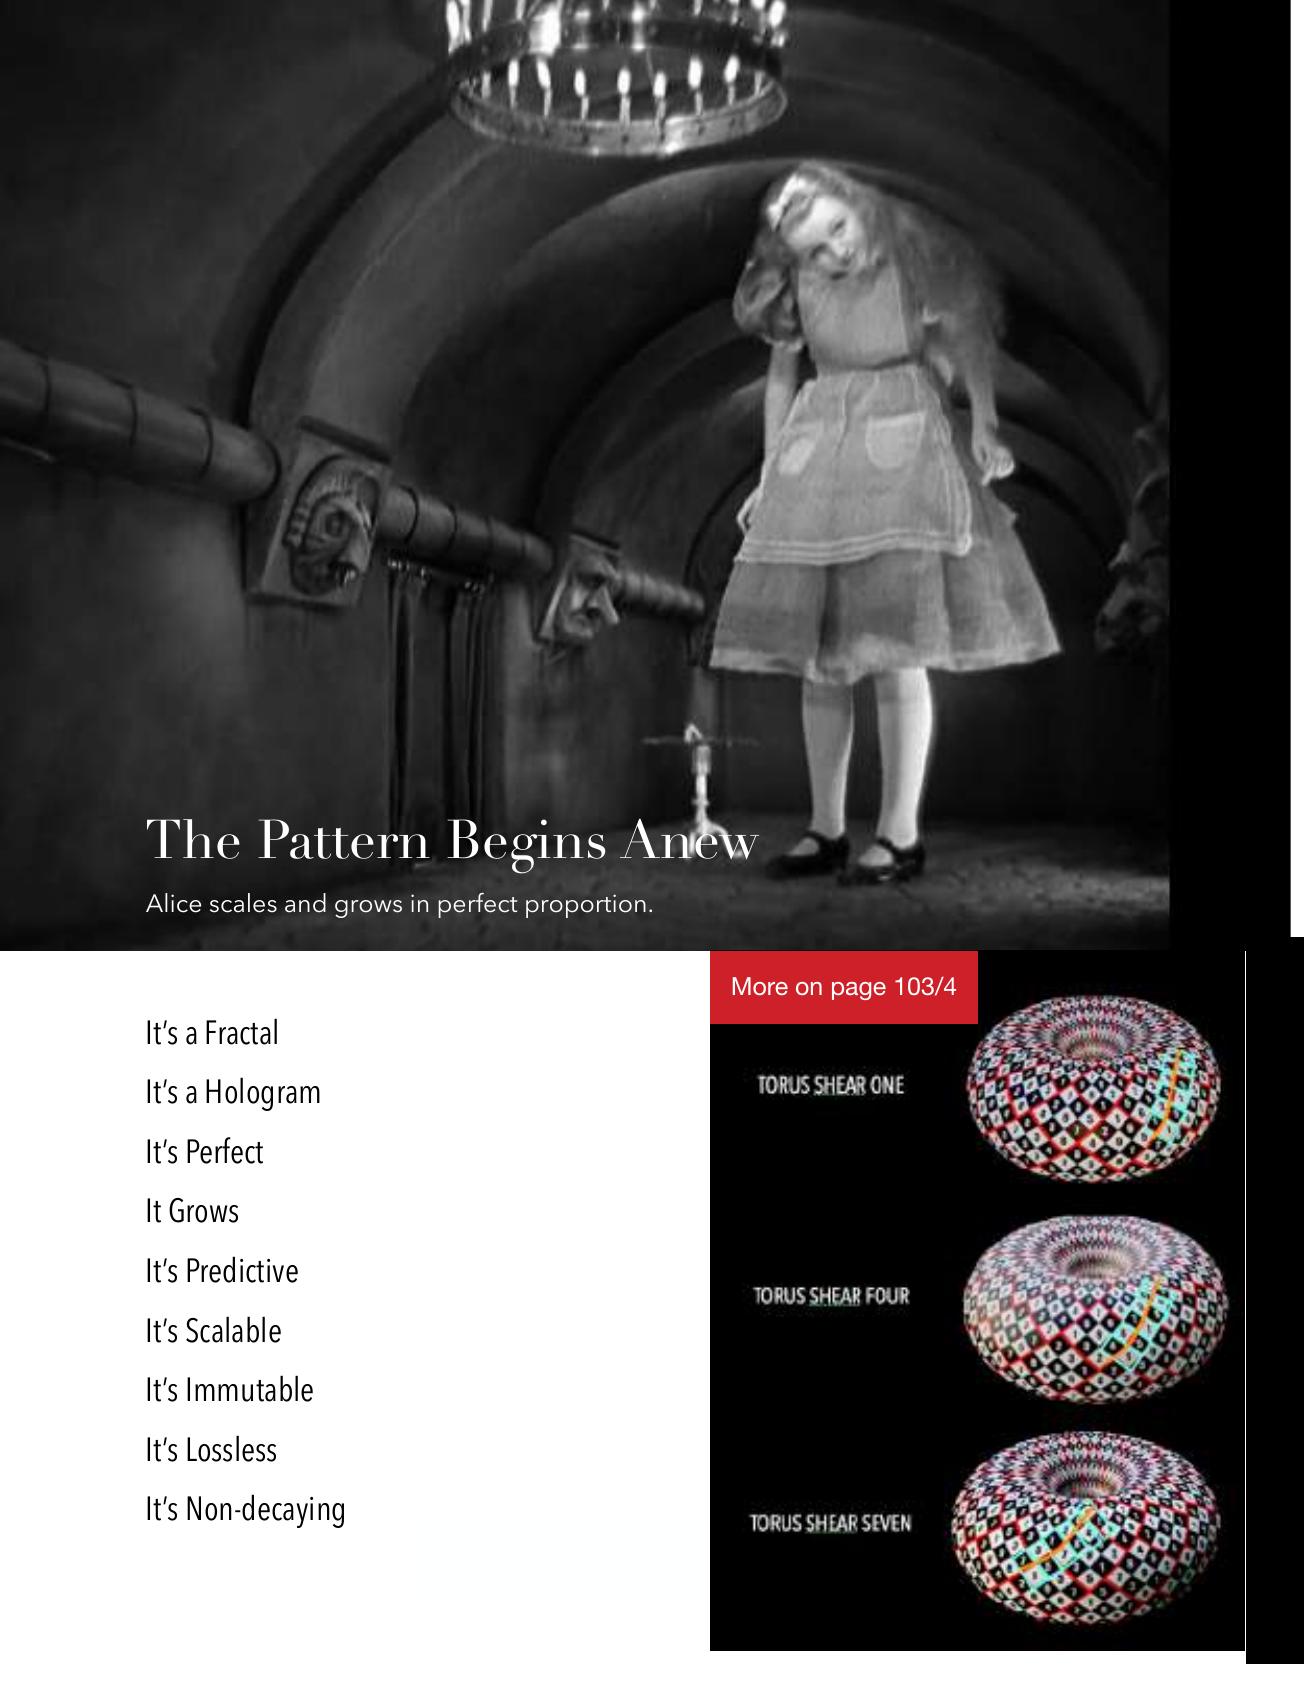 The Pattern Begins Anew
Alice scales and grows in perfect proportion.
It’s a Fractal
It’s a Hologram
It’s Perfect
It Grows
It’s Predictive
It’s Scalable
It’s Immutable
It’s Lossless
It’s Non-decaying
More on page 103/4
TORUS SHEAR ONE
TORUS SHEAR FOUR
TORUS SHEAR SEVEN